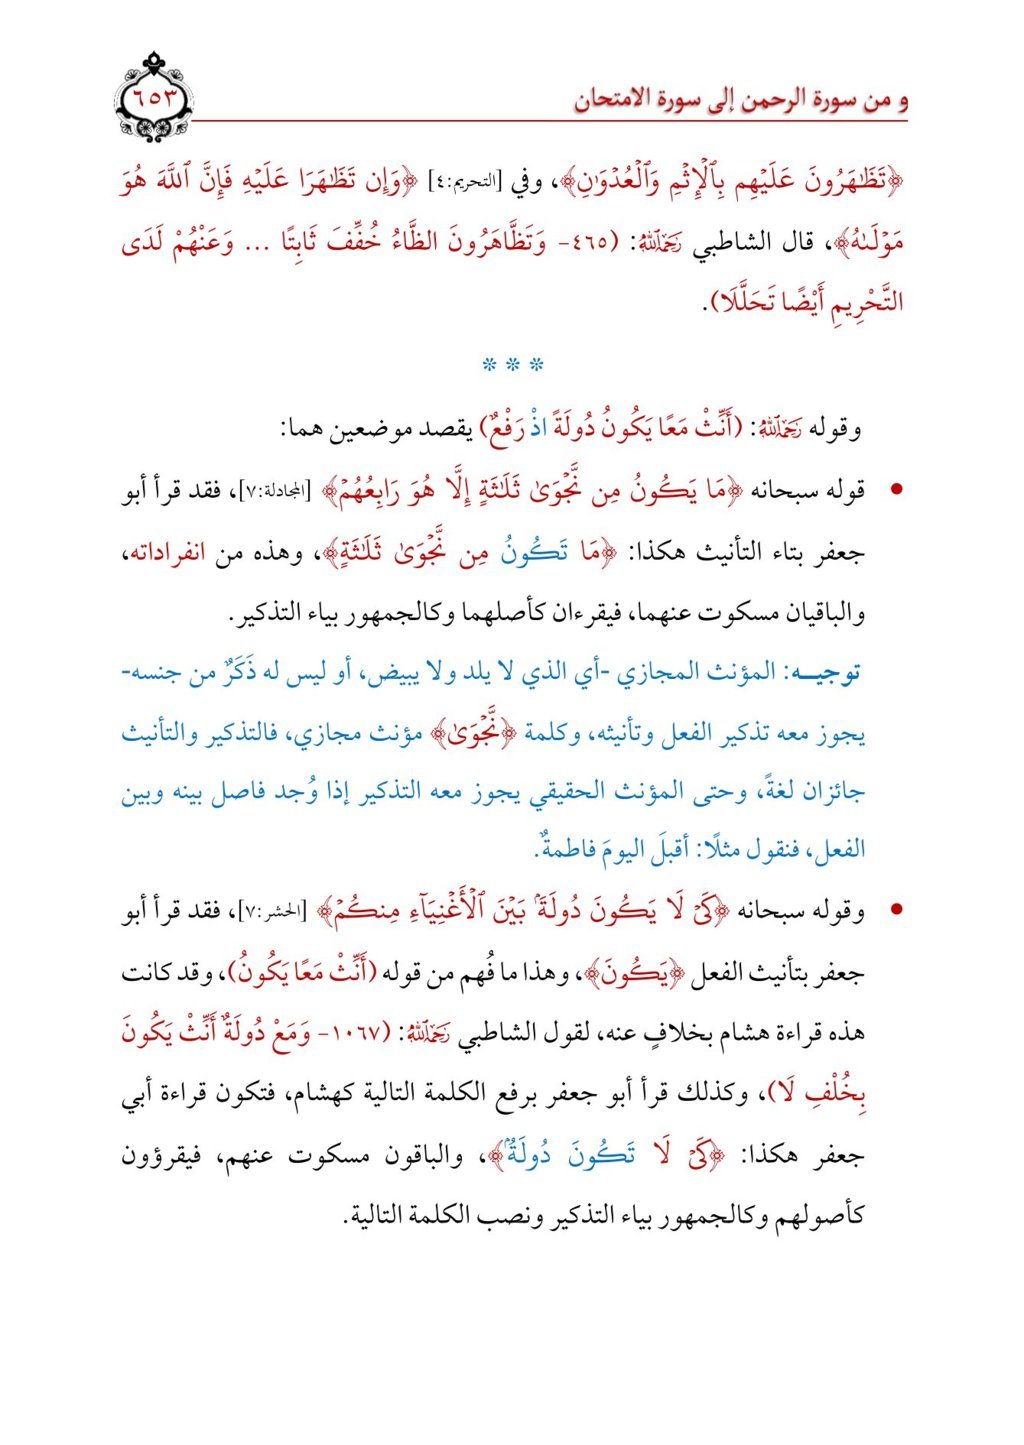 و من سورة الرحمن إلى سورة الامتحان
٦٥٣
﴿تَظَّٰهَرُونَ عَلَيۡهِم بِٱلۡإِثۡمِ وَٱلۡعُدۡوَٰنِ﴾، وفي [التحريم:٤] ﴿وَإِن تَظَّٰهَرَا عَلَيۡهِ فَإِنَّ ٱللَّهَ هُوَ
مَوۡلَىٰهُ﴾، قال الشاطبي رَحِمَهُ ٱللَّهُ: (٤٦٥- وَتَظَّاهَرُونَ الظَّاءُ خُفِّفَ ثَابِتًا ... وَعَنْهُمْ لَدَى
التَّحْرِيمِ أَيْضًا تَحَلَّلَا).
***
وقوله رَحِمَهُ ٱللَّهُ: (أَنِّثْ مَعًا يَكُونُ دُولَةً اذْ رَفْعٌ) يقصد موضعين هما:
• قوله سبحانه ﴿مَا يَكُونُ مِن نَّجۡوَىٰ ثَلَٰثَةٍ إِلَّا هُوَ رَابِعُهُمۡ﴾ [المجادلة:٧]، فقد قرأ أبو
جعفر بتاء التأنيث هكذا: ﴿مَا تَكُونُ مِن نَّجۡوَىٰ ثَلَٰثَةٍ﴾، وهذه من انفراداته،
والباقيان مسكوت عنهما، فيقرءان كأصلهما وكالجمهور بياء التذكير.
توجيـــه: المؤنث المجازي -أي الذي لا يلد ولا يبيض، أو ليس له ذَكَرٌ من جنسه-
يجوز معه تذكير الفعل وتأنيثه، وكلمة ﴿نَّجۡوَىٰ﴾ مؤنث مجازي، فالتذكير والتأنيث
جائزان لغةً، وحتى المؤنث الحقيقي يجوز معه التذكير إذا وُجد فاصل بينه وبين
الفعل، فنقول مثلًا: أقبلَ اليومَ فاطمةٌ.
• وقوله سبحانه ﴿كَيۡ لَا يَكُونَ دُولَةَۢ بَيۡنَ ٱلۡأَغۡنِيَآءِ مِنكُمۡ﴾ [الحشر:٧]، فقد قرأ أبو
جعفر بتأنيث الفعل ﴿يَكُونَ﴾، وهذا ما فُهم من قوله (أَنِّثْ مَعًا يَكُونُ)، وقد كانت
هذه قراءة هشام بخلافٍ عنه، لقول الشاطبي رَحِمَهُ ٱللَّهُ: (١٠٦٧- وَمَعْ دُولَةٌ أَنِّثْ يَكُونَ
بِخُلْفِ لَا)، وكذلك قرأ أبو جعفر برفع الكلمة التالية كهشام، فتكون قراءة أبي
جعفر هكذا: ﴿كَيۡ لَا تَكُونَ دُولَةُۢ﴾، والباقون مسكوت عنهم، فيقرؤون
كأصولهم وكالجمهور بياء التذكير ونصب الكلمة التالية.